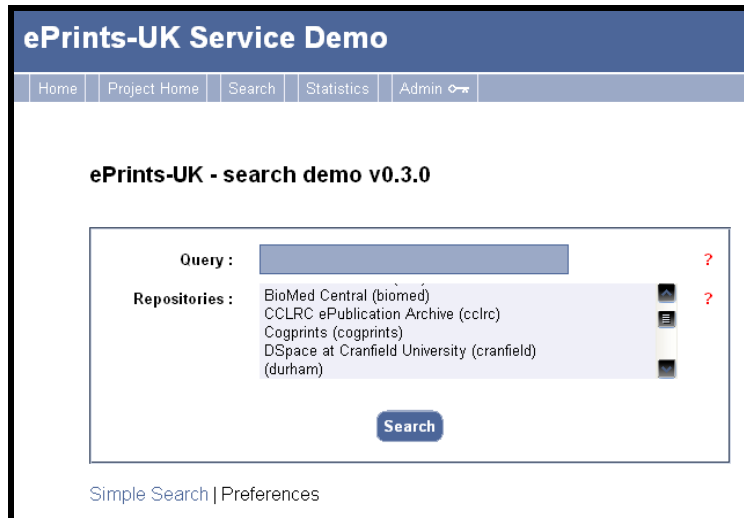 ePrints-UK Service Demo
Home Project Home Search Statistics Admin
ePrints-UK - search demo v0.3.0
Query : ?
Repositories : ?
BioMed Central (biomed)
CCLRC ePublication Archive (cclrc)
Cogprints (cogprints)
DSpace at Cranfield University (cranfield)
(durham)
Search
Simple Search | Preferences